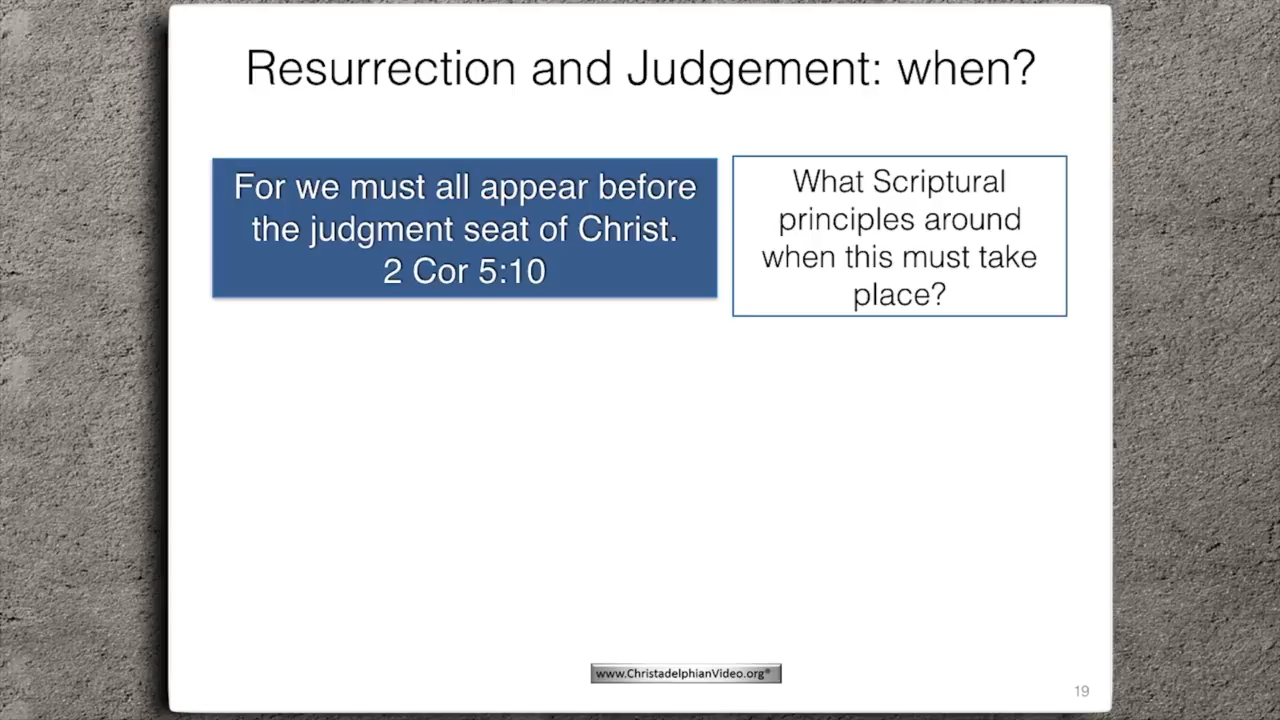 Resurrection and Judgement: when?
For we must all appear before
the judgment seat of Christ.
2 Cor 5:10
What Scriptural
principles around
when this must take
place?
www.ChristadelphianVideo.org®
19